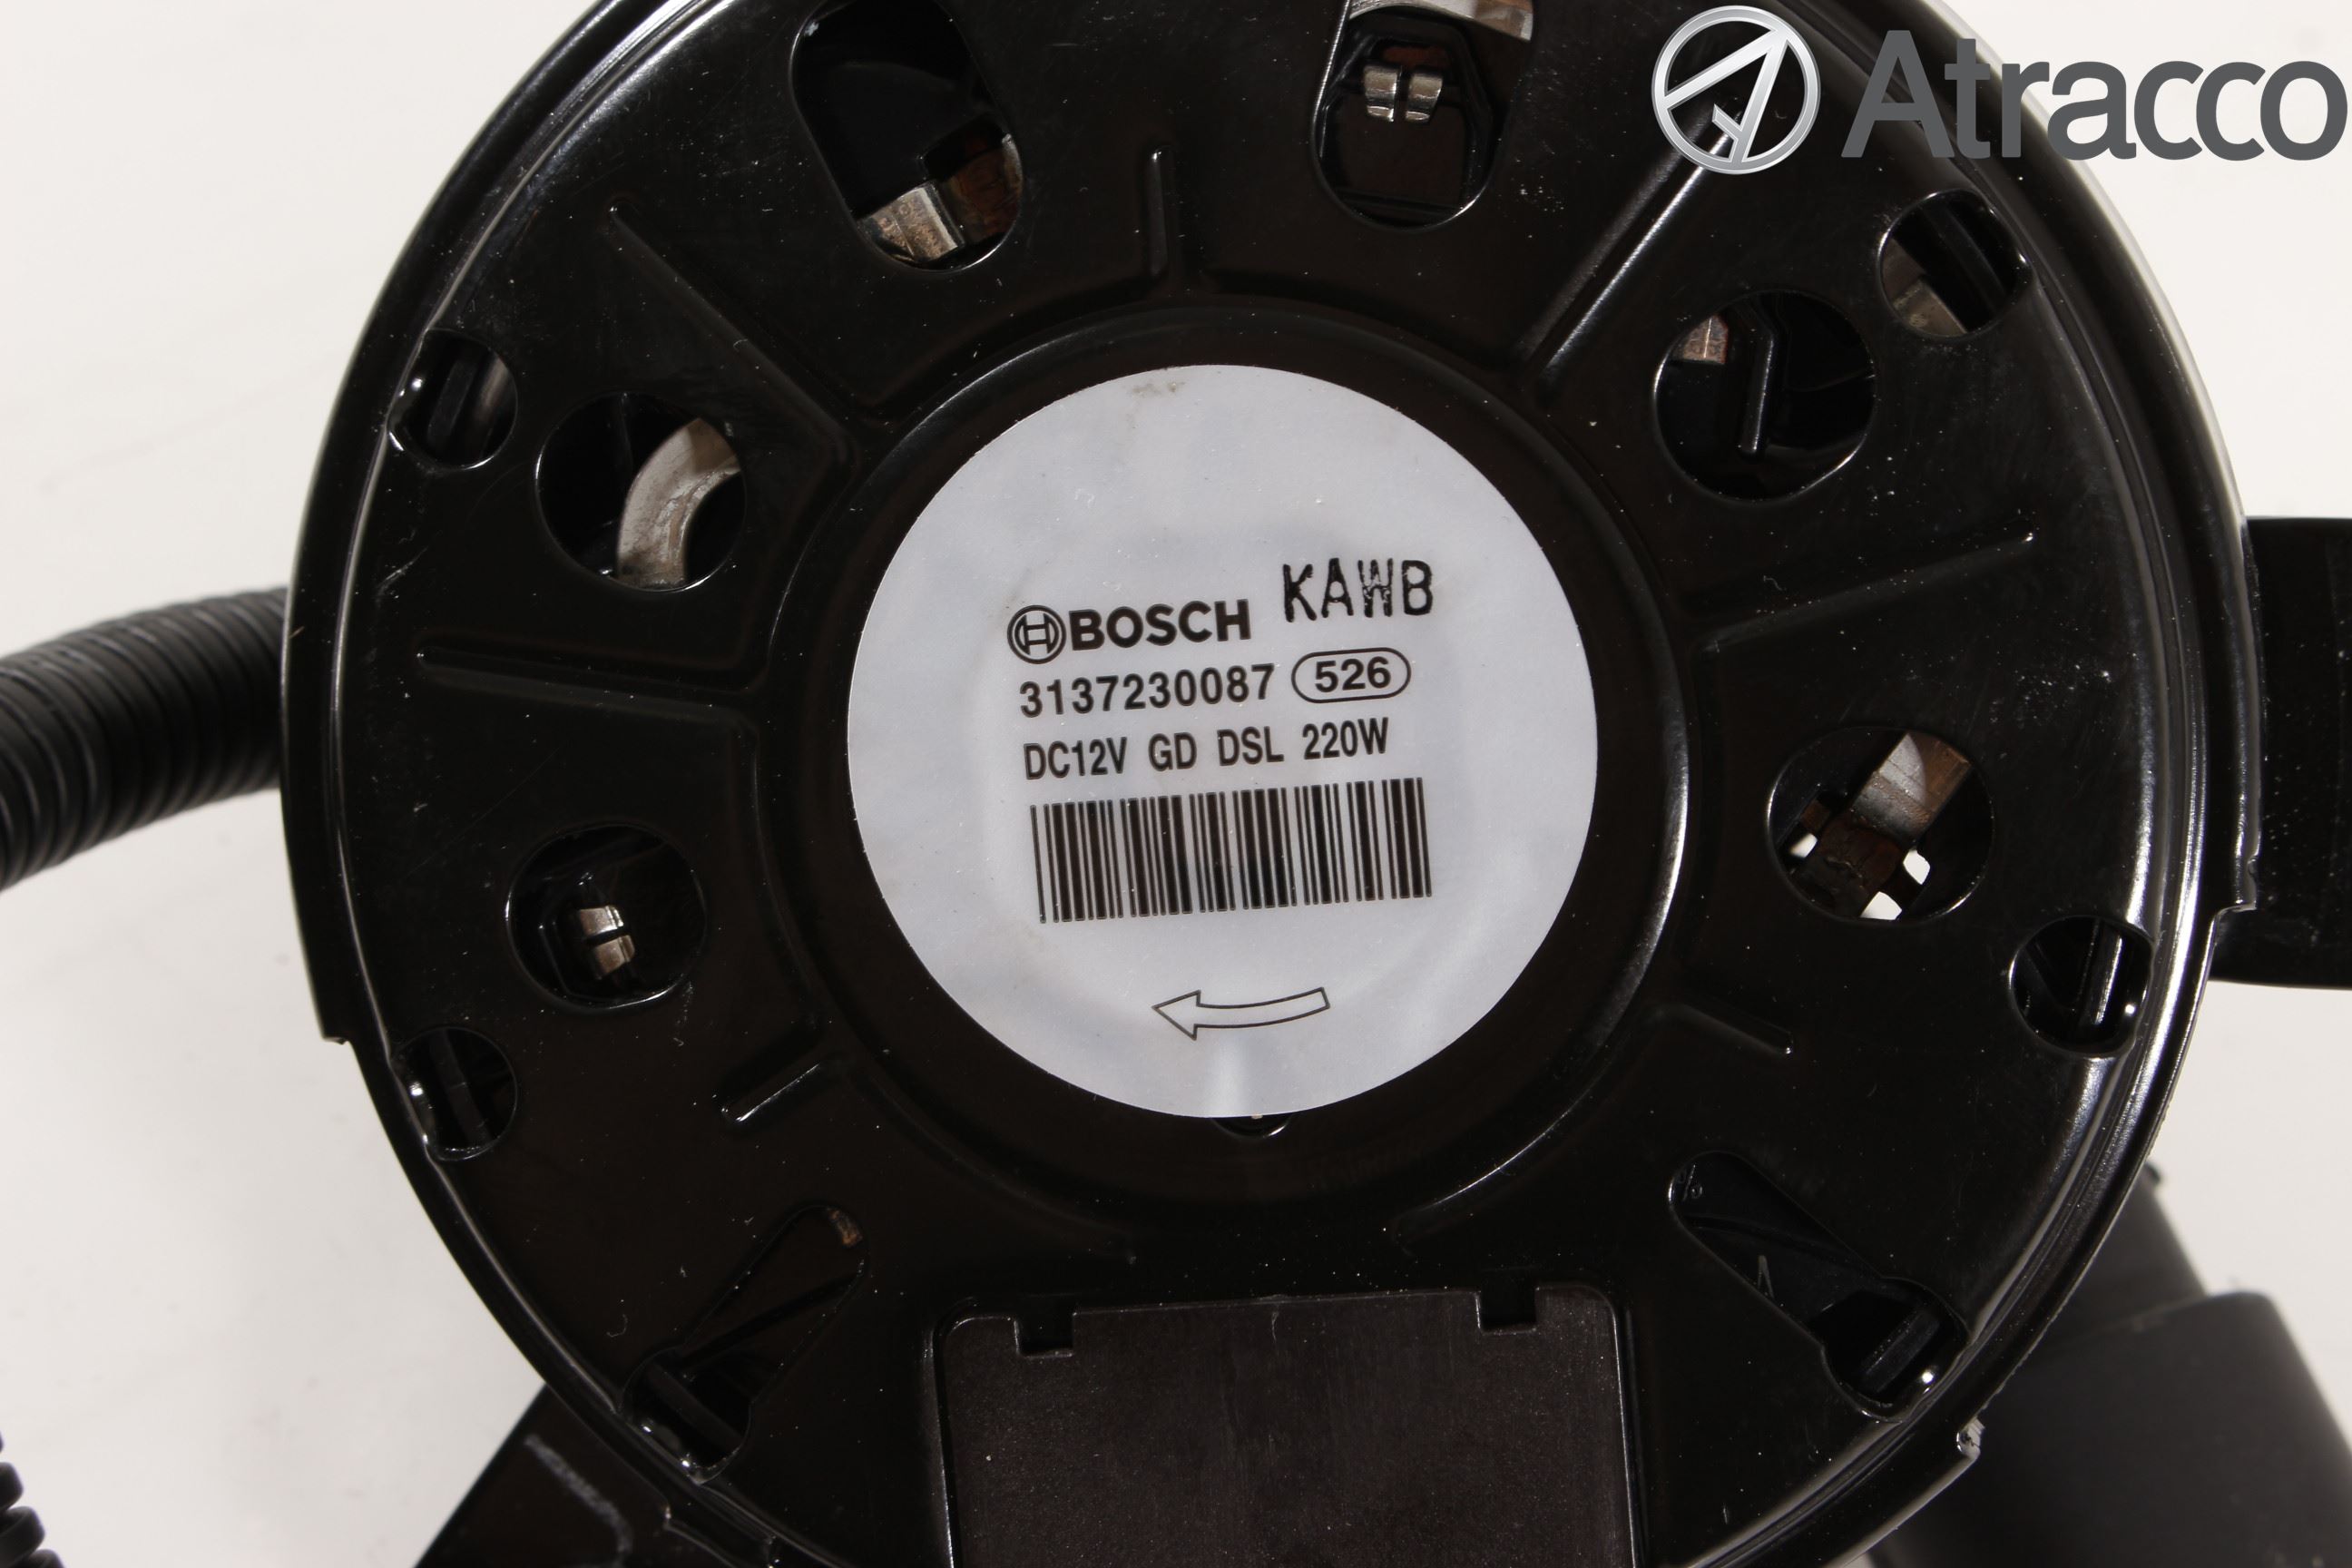 Atracco
BOSCH KAWB
3137230087 526
DC12V GD DSL 220W